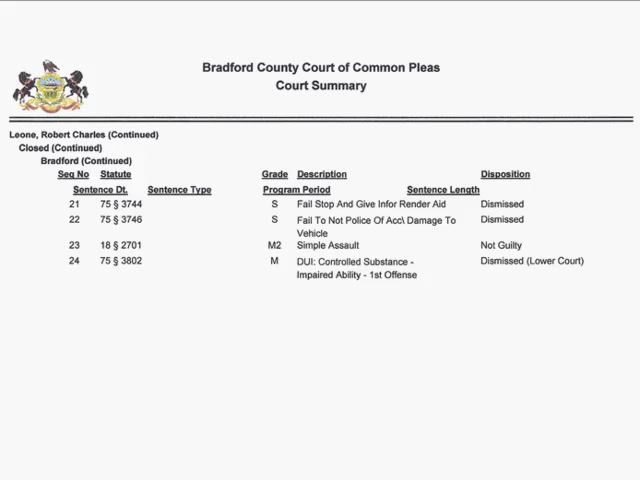 Bradford County Court of Common Pleas
Court Summary
Leone, Robert Charles (Continued)
Closed (Continued)
Bradford (Continued)
Seq No Statute Grade Description Disposition
Sentence Dt. Sentence Type Program Period Sentence Length
21 75 § 3744 S Fail Stop And Give Infor Render Aid Dismissed
22 75 § 3746 S Fail To Not Police Of Acc\ Damage To Dismissed
Vehicle
23 18 § 2701 M2 Simple Assault Not Guilty
24 75 § 3802 M DUI: Controlled Substance - Dismissed (Lower Court)
Impaired Ability - 1st Offense